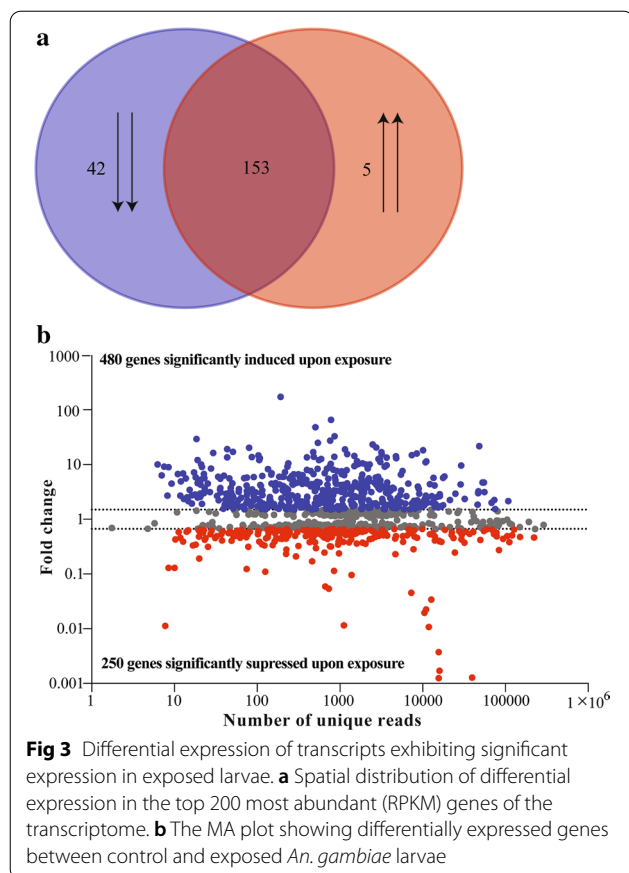 a
42
153
5
b
480 genes significantly induced upon exposure
1000
100
10
1
0.1
0.01
0.001
Fold change
250 genes significantly supressed upon exposure
1
10
100
1000
10000
100000
1×10⁶
Number of unique reads
Fig 3 Differential expression of transcripts exhibiting significant
expression in exposed larvae. a Spatial distribution of differential
expression in the top 200 most abundant (RPKM) genes of the
transcriptome. b The MA plot showing differentially expressed genes
between control and exposed An. gambiae larvae